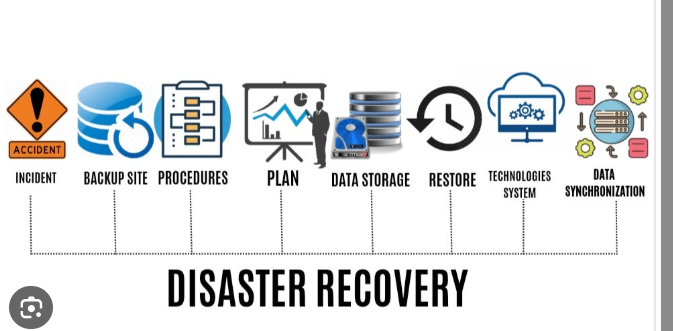 ACCIDENT
INCIDENT
BACKUP SITE
PROCEDURES
PLAN
DATA STORAGE
RESTORE
TECHNOLOGIES
SYSTEM
DATA
SYNCHRONIZATION
DISASTER RECOVERY